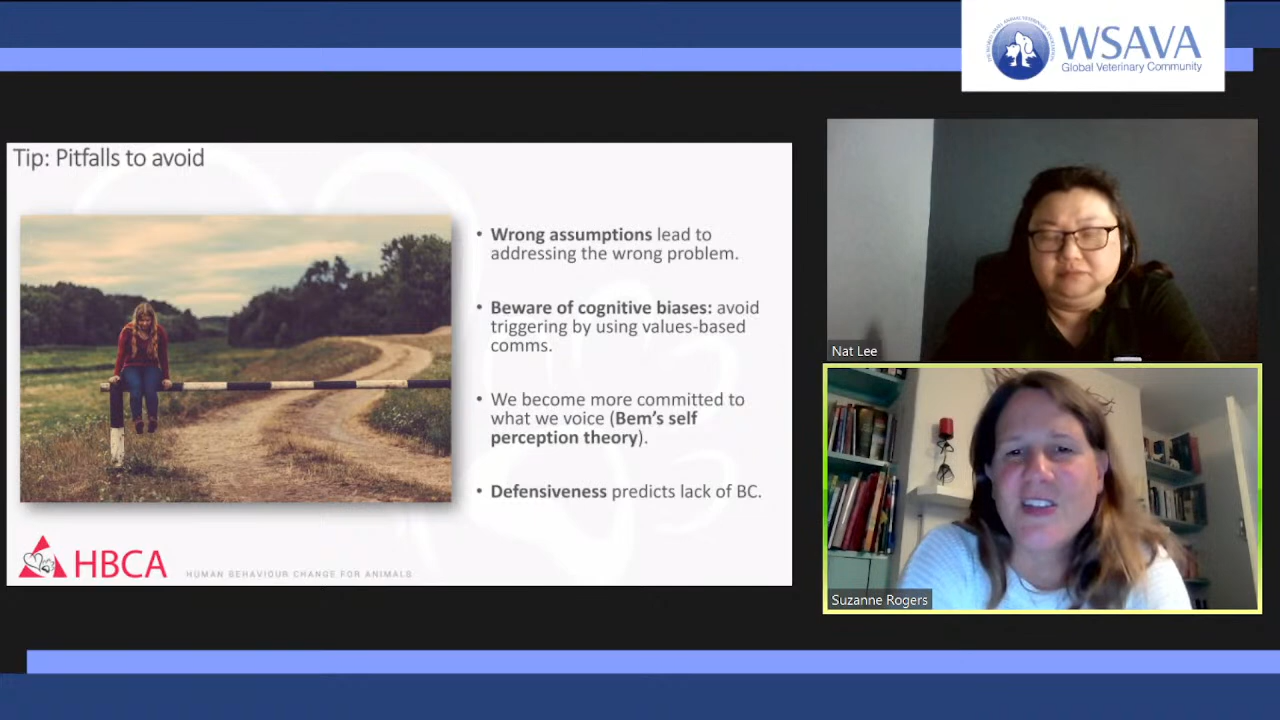 WSAVA
Global Veterinary Community
Tip: Pitfalls to avoid
• Wrong assumptions lead to
addressing the wrong problem.
• Beware of cognitive biases: avoid
triggering by using values-based
comms.
• We become more committed to
what we voice (Bem's self
perception theory).
• Defensiveness predicts lack of BC.
HBCA
HUMAN BEHAVIOUR CHANGE FOR ANIMALS
Nat Lee
Suzanne Rogers